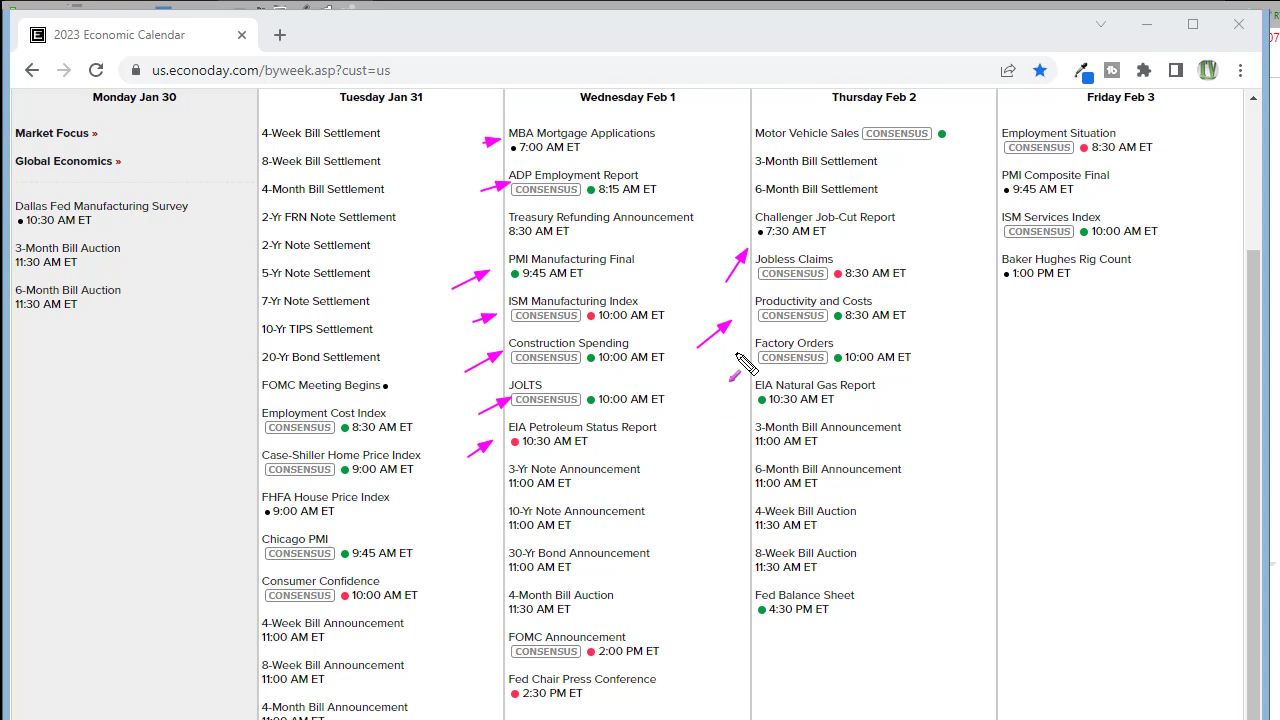 2023 Economic Calendar
us.econoday.com/byweek.asp?cust=us
Monday Jan 30
Market Focus »
Global Economics »
Dallas Fed Manufacturing Survey
10:30 AM ET
3-Month Bill Auction
11:30 AM ET
6-Month Bill Auction
11:30 AM ET
Tuesday Jan 31
4-Week Bill Settlement
8-Week Bill Settlement
4-Month Bill Settlement
2-Yr FRN Note Settlement
2-Yr Note Settlement
5-Yr Note Settlement
7-Yr Note Settlement
10-Yr TIPS Settlement
20-Yr Bond Settlement
FOMC Meeting Begins
Employment Cost Index
CONSENSUS 8:30 AM ET
Case-Shiller Home Price Index
CONSENSUS 9:00 AM ET
FHFA House Price Index
9:00 AM ET
Chicago PMI
CONSENSUS 9:45 AM ET
Consumer Confidence
CONSENSUS 10:00 AM ET
4-Week Bill Announcement
11:00 AM ET
8-Week Bill Announcement
11:00 AM ET
4-Month Bill Announcement
11:00 AM ET
Wednesday Feb 1
MBA Mortgage Applications
7:00 AM ET
ADP Employment Report
CONSENSUS 8:15 AM ET
Treasury Refunding Announcement
8:30 AM ET
PMI Manufacturing Final
9:45 AM ET
ISM Manufacturing Index
CONSENSUS 10:00 AM ET
Construction Spending
CONSENSUS 10:00 AM ET
JOLTS
CONSENSUS 10:00 AM ET
EIA Petroleum Status Report
10:30 AM ET
3-Yr Note Announcement
11:00 AM ET
10-Yr Note Announcement
11:00 AM ET
30-Yr Bond Announcement
11:00 AM ET
4-Month Bill Auction
11:30 AM ET
FOMC Announcement
CONSENSUS 2:00 PM ET
Fed Chair Press Conference
2:30 PM ET
Thursday Feb 2
Motor Vehicle Sales CONSENSUS
3-Month Bill Settlement
6-Month Bill Settlement
Challenger Job-Cut Report
7:30 AM ET
Jobless Claims
CONSENSUS 8:30 AM ET
Productivity and Costs
CONSENSUS 8:30 AM ET
Factory Orders
CONSENSUS 10:00 AM ET
EIA Natural Gas Report
10:30 AM ET
3-Month Bill Announcement
11:00 AM ET
6-Month Bill Announcement
11:00 AM ET
4-Week Bill Auction
11:30 AM ET
8-Week Bill Auction
11:30 AM ET
Fed Balance Sheet
4:30 PM ET
Friday Feb 3
Employment Situation
CONSENSUS 8:30 AM ET
PMI Composite Final
9:45 AM ET
ISM Services Index
CONSENSUS 10:00 AM ET
Baker Hughes Rig Count
1:00 PM ET